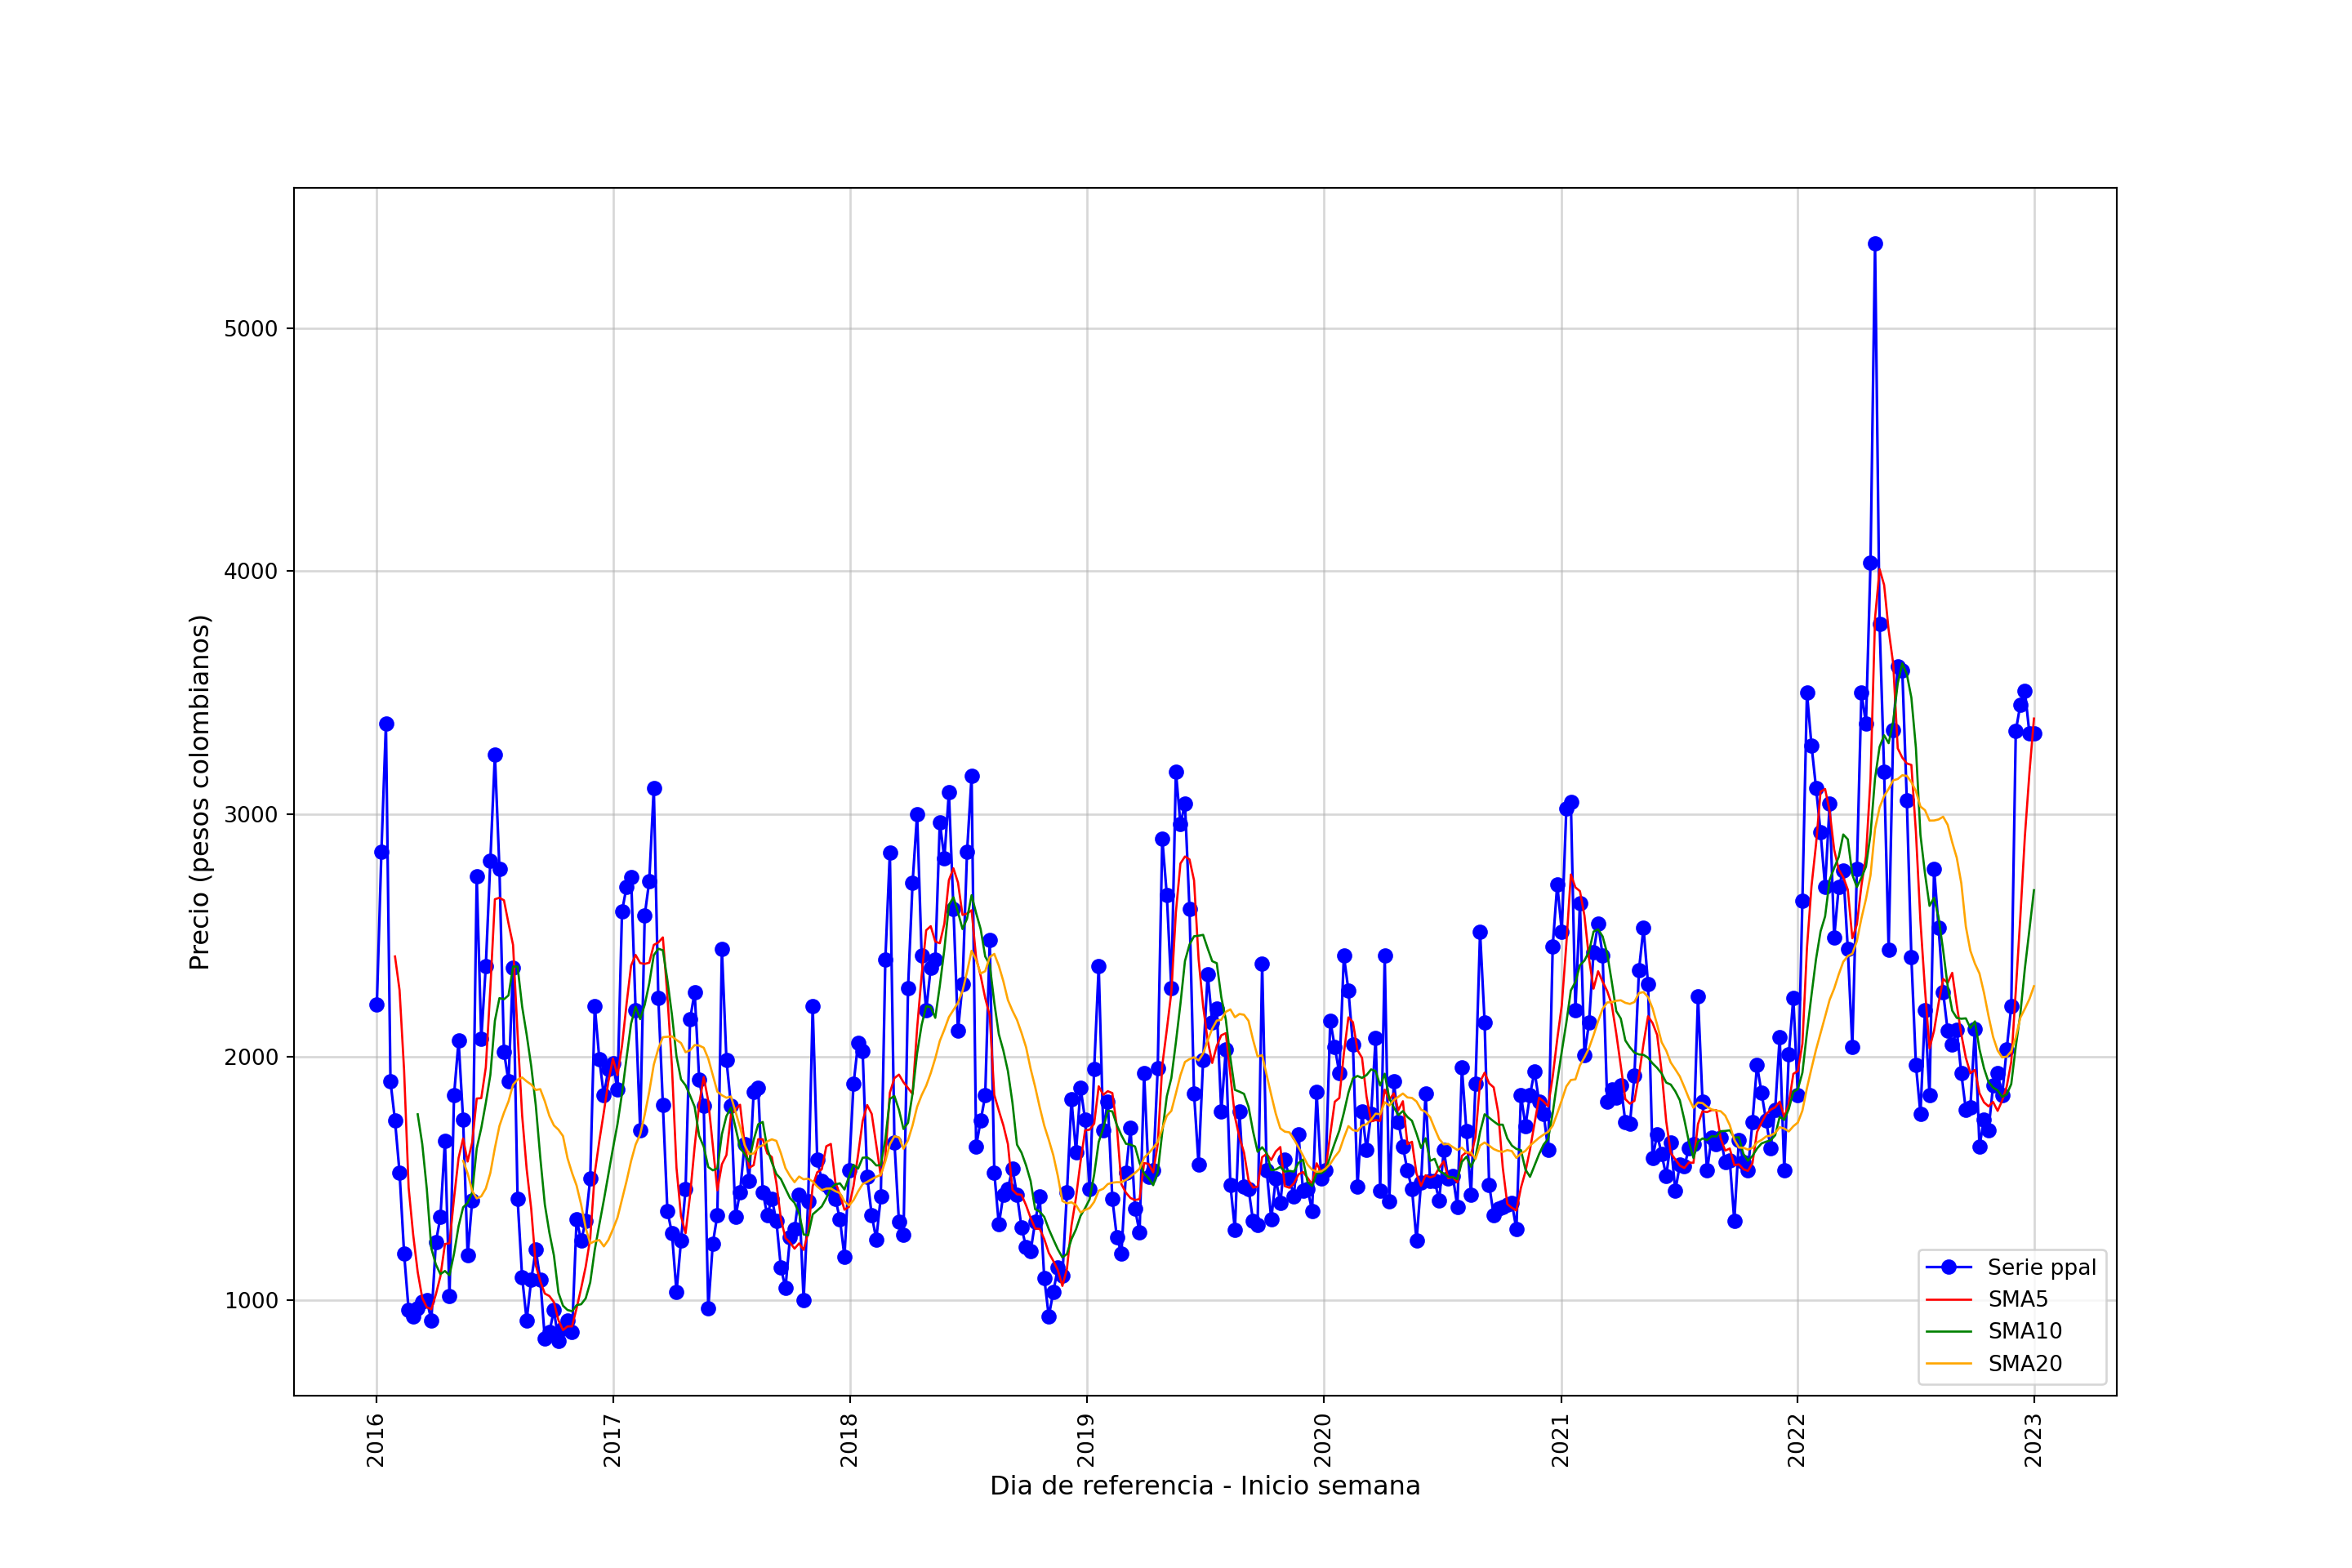 5000
4000
3000
2000
1000
Precio (pesos colombianos)
2016
2017
2018
2019
2020
2021
2022
2023
Dia de referencia - Inicio semana
Serie ppal
SMA5
SMA10
SMA20